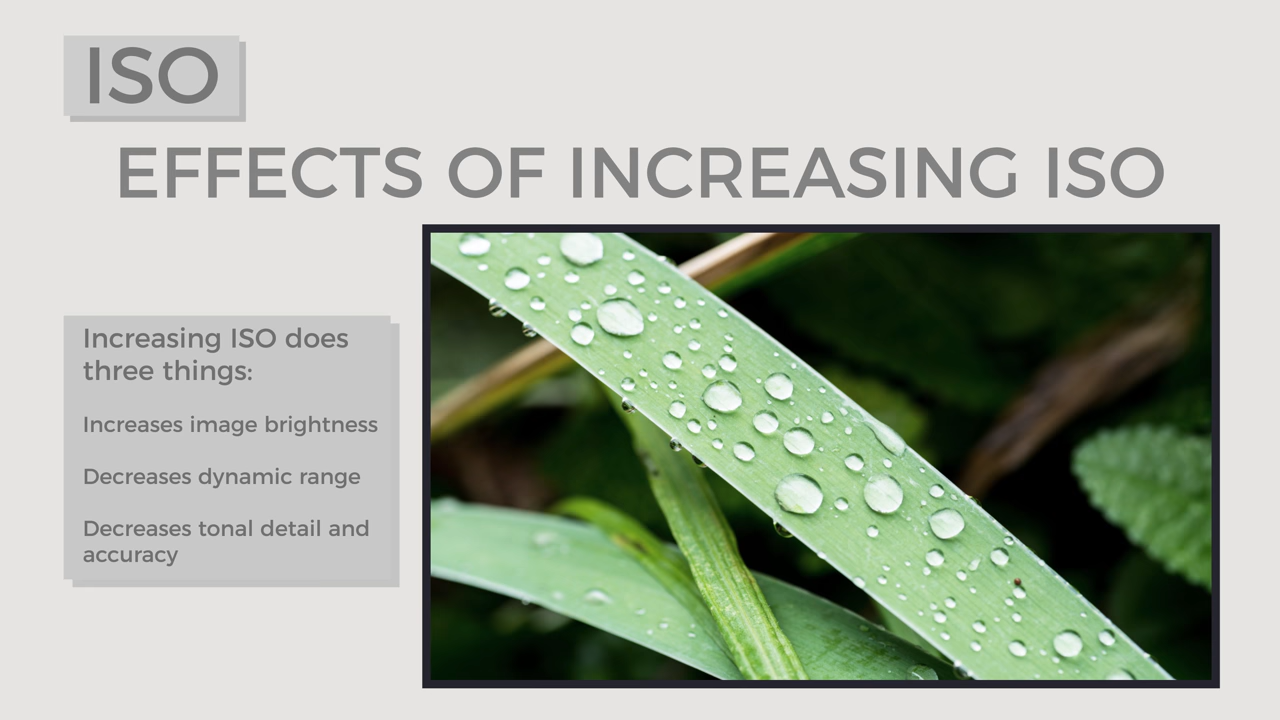 ISO
EFFECTS OF INCREASING ISO
Increasing ISO does
three things:
Increases image brightness
Decreases dynamic range
Decreases tonal detail and
accuracy